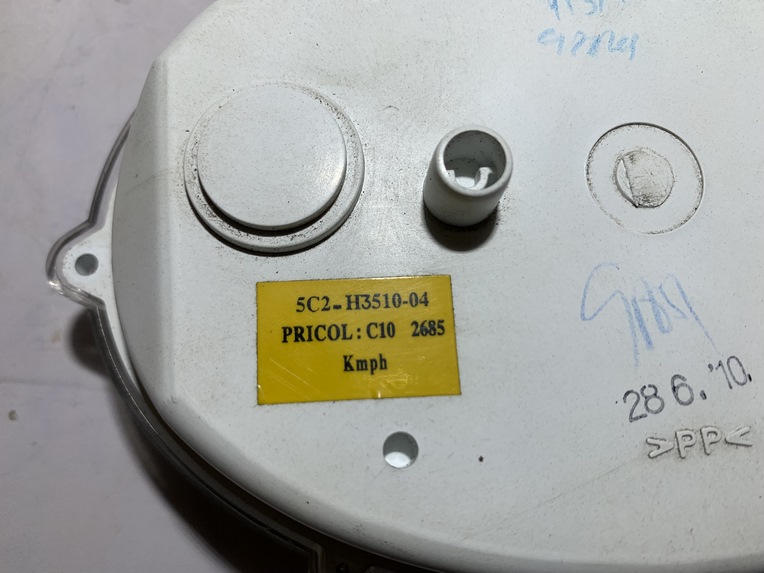 5C2-H3510-04
PRICOL: C10 2685
Kmph
28 6.'10.
>PP<